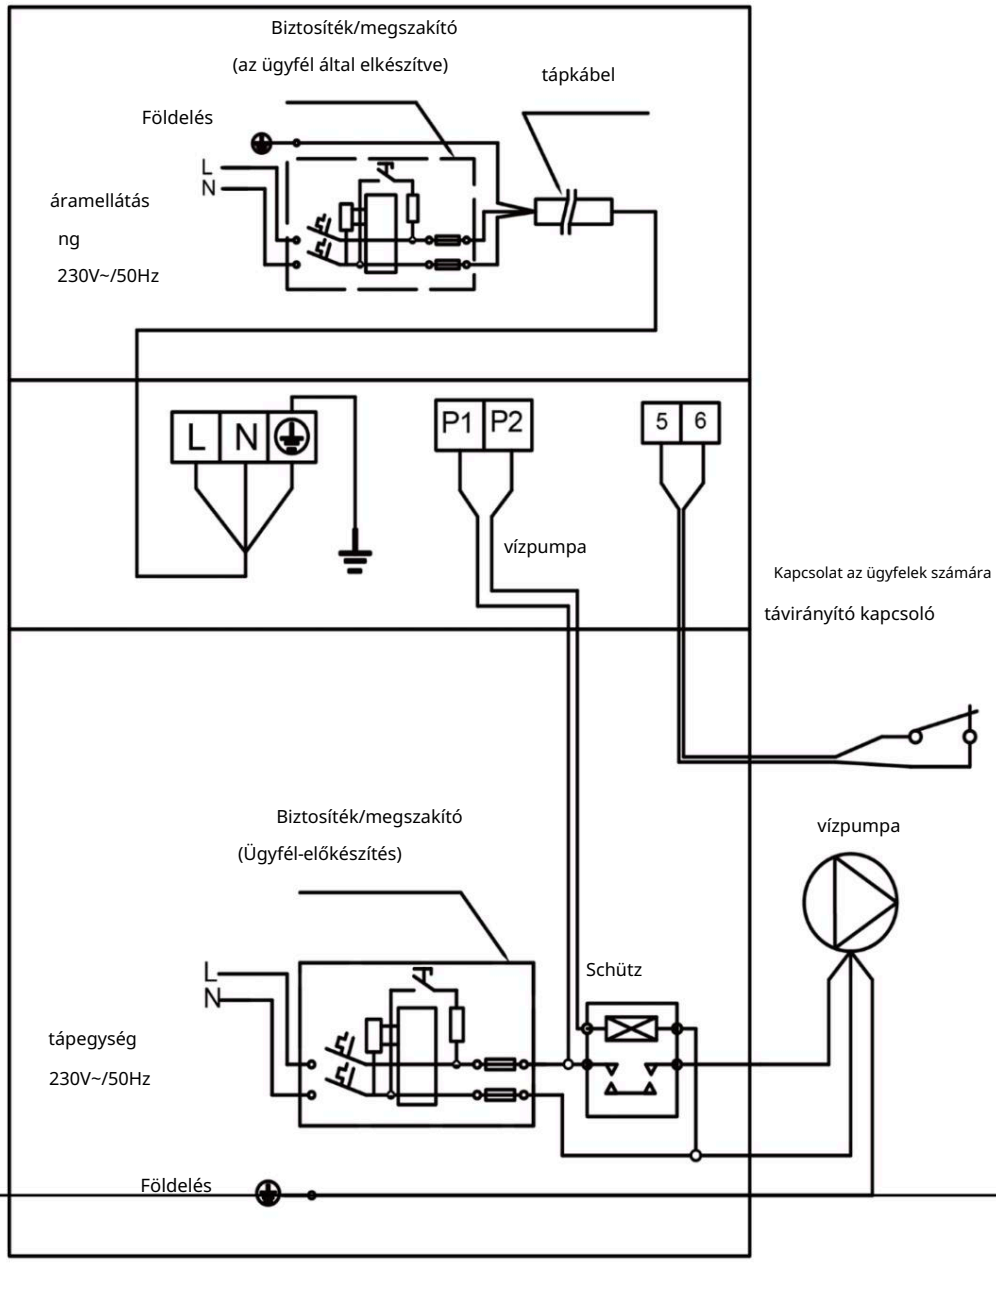 Biztosíték/megszakító
(az ügyfél által elkészítve)
tápkábel
Földelés
L
N
áramellátás
ng
230V~/50Hz
L N
P1 P2
5 6
vízpumpa
Kapcsolat az ügyfelek számára
távirányító kapcsoló
Biztosíték/megszakító
(Ügyfél-előkészítés)
vízpumpa
Schütz
L
N
tápegység
230V~/50Hz
Földelés